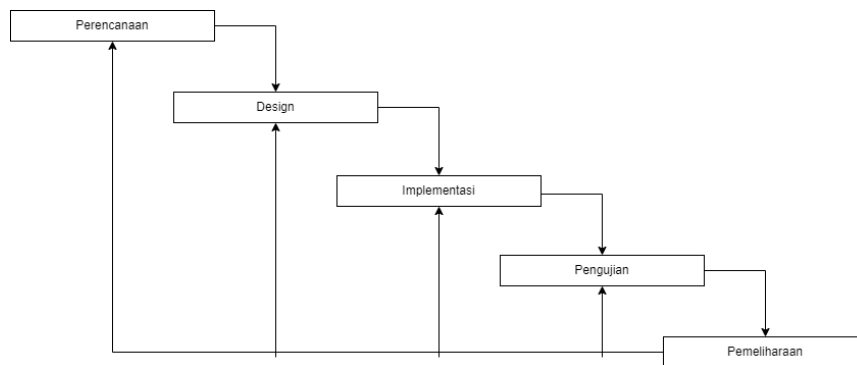 Perencanaan
Design
Implementasi
Pengujian
Pemeliharaan